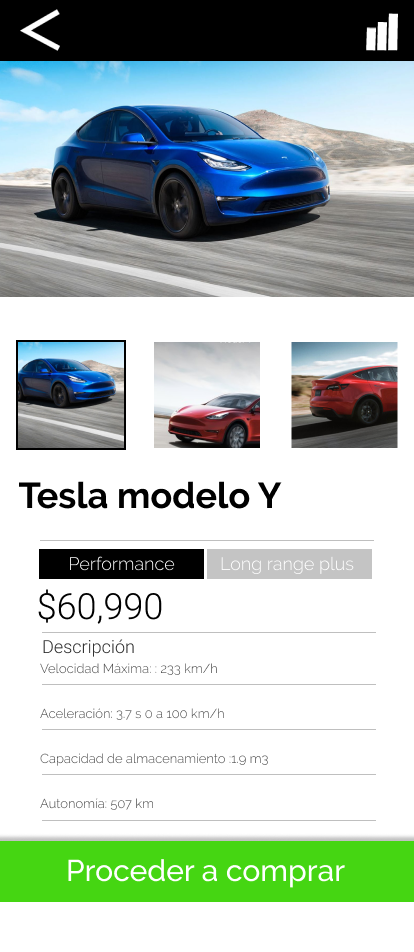 Tesla modelo Y
Performance
Long range plus
$60,990
Descripción
Velocidad Máxima: : 233 km/h
Aceleración: 3.7 s 0 a 100 km/h
Capacidad de almacenamiento :1.9 m3
Autonomía: 507 km
Proceder a comprar